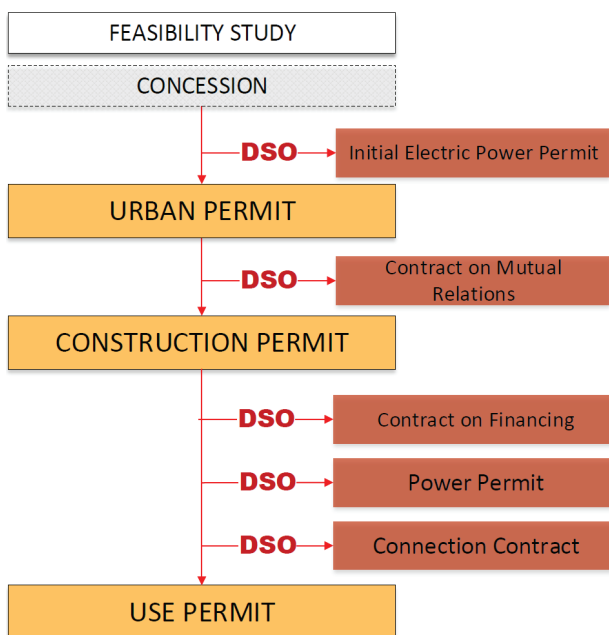 FEASIBILITY STUDY
CONCESSION
DSO
Initial Electric Power Permit
URBAN PERMIT
DSO
Contract on Mutual
Relations
CONSTRUCTION PERMIT
DSO
Contract on Financing
DSO
Power Permit
DSO
Connection Contract
USE PERMIT